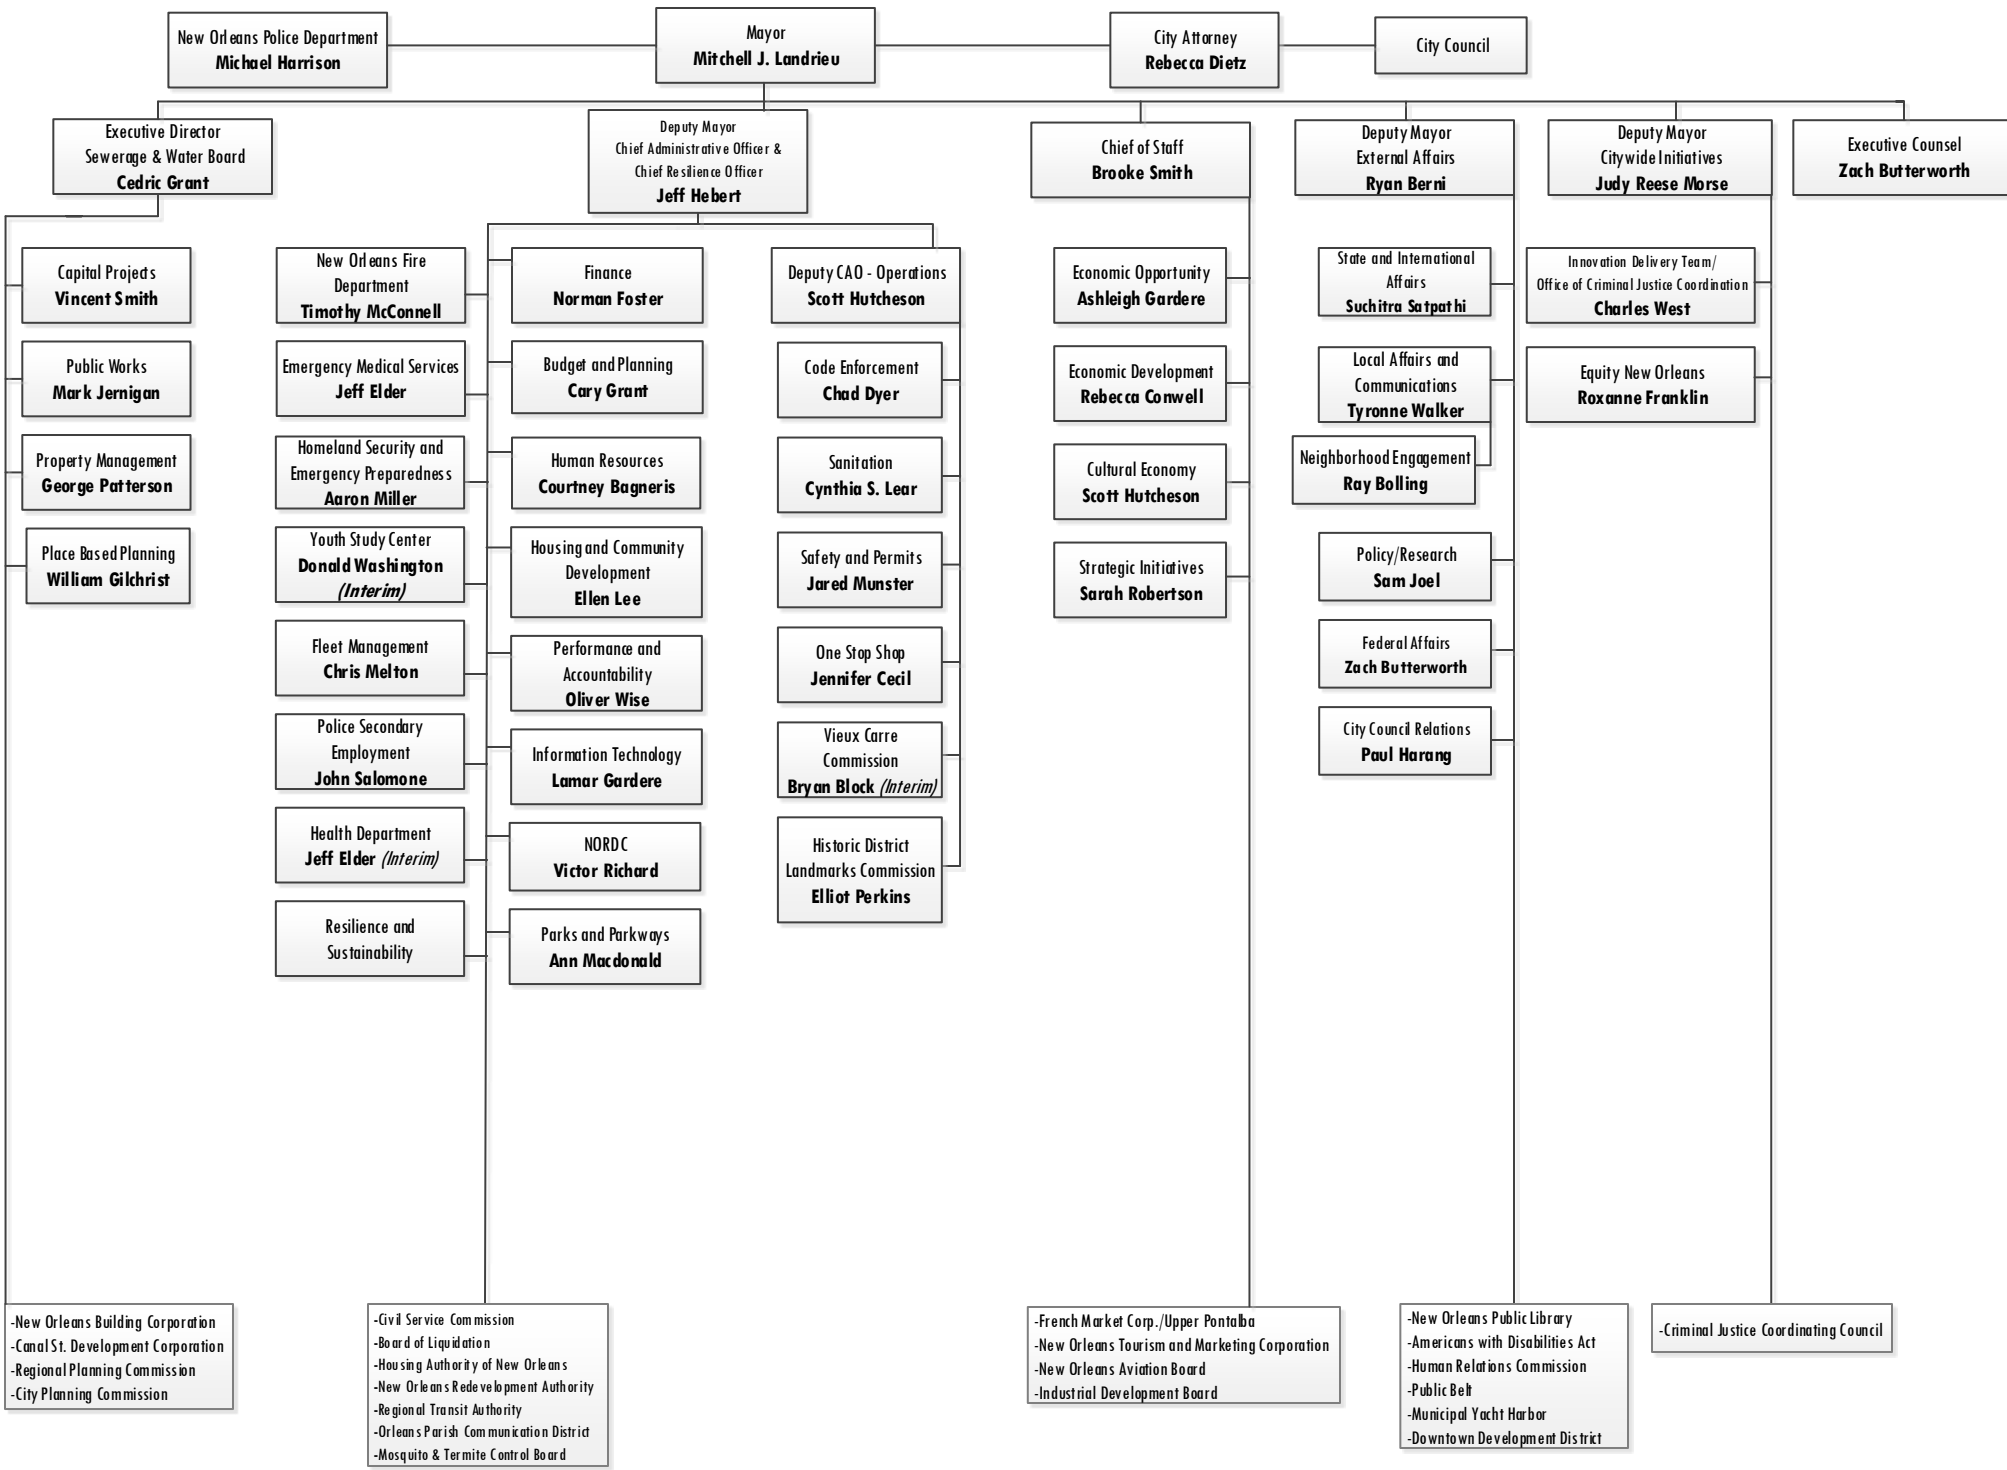 New Orleans Police Department
Michael Harrison
Mayor
Mitchell J. Landrieu
City Attorney
Rebecca Dietz
City Council
Executive Director
Sewerage & Water Board
Cedric Grant
Deputy Mayor
Chief Administrative Officer &
Chief Resilience Officer
Jeff Hebert
Chief of Staff
Brooke Smith
Deputy Mayor
External Affairs
Ryan Berni
Deputy Mayor
Citywide Initiatives
Judy Reese Morse
Executive Counsel
Zach Butterworth
Capital Projects
Vincent Smith
Public Works
Mark Jernigan
Property Management
George Patterson
Place Based Planning
William Gilchrist
New Orleans Fire
Department
Timothy McConnell
Emergency Medical Services
Jeff Elder
Homeland Security and
Emergency Preparedness
Aaron Miller
Youth Study Center
Donald Washington
(Interim)
Fleet Management
Chris Melton
Police Secondary
Employment
John Salomone
Health Department
Jeff Elder (Interim)
Resilience and
Sustainability
Finance
Norman Foster
Budget and Planning
Cary Grant
Human Resources
Courtney Bagneris
Housing and Community
Development
Ellen Lee
Performance and
Accountability
Oliver Wise
Information Technology
Lamar Gardere
NORDC
Victor Richard
Parks and Parkways
Ann Macdonald
Deputy CAO - Operations
Scott Hutcheson
Code Enforcement
Chad Dyer
Sanitation
Cynthia S. Lear
Safety and Permits
Jared Munster
One Stop Shop
Jennifer Cecil
Vieux Carre
Commission
Bryan Block (Interim)
Historic District
Landmarks Commission
Elliot Perkins
Economic Opportunity
Ashleigh Gardere
Economic Development
Rebecca Conwell
Cultural Economy
Scott Hutcheson
Strategic Initiatives
Sarah Robertson
State and International
Affairs
Suchitra Satpathi
Local Affairs and
Communications
Tyronne Walker
Neighborhood Engagement
Ray Bolling
Policy/Research
Sam Joel
Federal Affairs
Zach Butterworth
City Council Relations
Paul Harang
Innovation Delivery Team/
Office of Criminal Justice Coordination
Charles West
Equity New Orleans
Roxanne Franklin
-New Orleans Building Corporation
-Canal St. Development Corporation
-Regional Planning Commission
-City Planning Commission
-Civil Service Commission
-Board of Liquidation
-Housing Authority of New Orleans
-New Orleans Redevelopment Authority
-Regional Transit Authority
-Orleans Parish Communication District
-Mosquito & Termite Control Board
-French Market Corp./Upper Pontalba
-New Orleans Tourism and Marketing Corporation
-New Orleans Aviation Board
-Industrial Development Board
-New Orleans Public Library
-Americans with Disabilities Act
-Human Relations Commission
-Public Belt
-Municipal Yacht Harbor
-Downtown Development District
-Criminal Justice Coordinating Council